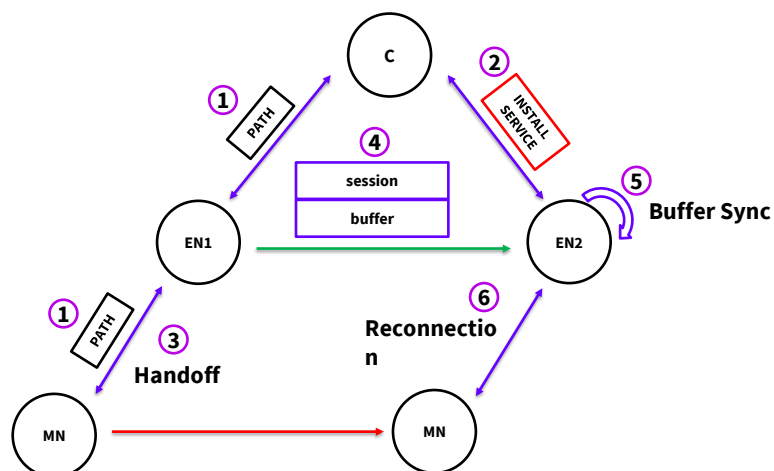 C
1
PATH
2
INSTALL
SERVICE
4
session
buffer
5
Buffer Sync
EN1
EN2
1
PATH
3
Handoff
6
Reconnectio
n
MN
MN